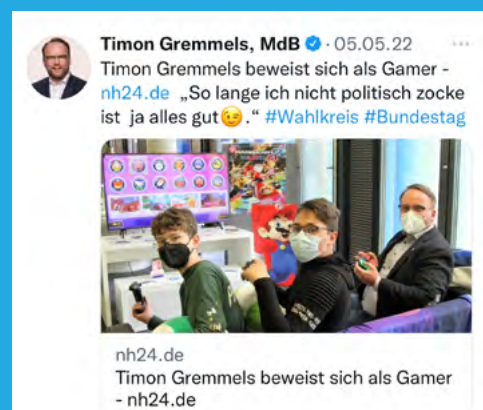 Timon Gremmels, MdB · 05.05.22
Timon Gremmels beweist sich als Gamer -
nh24.de „So lange ich nicht politisch zocke
ist ja alles gut😉.“ #Wahlkreis #Bundestag
nh24.de
Timon Gremmels beweist sich als Gamer
- nh24.de